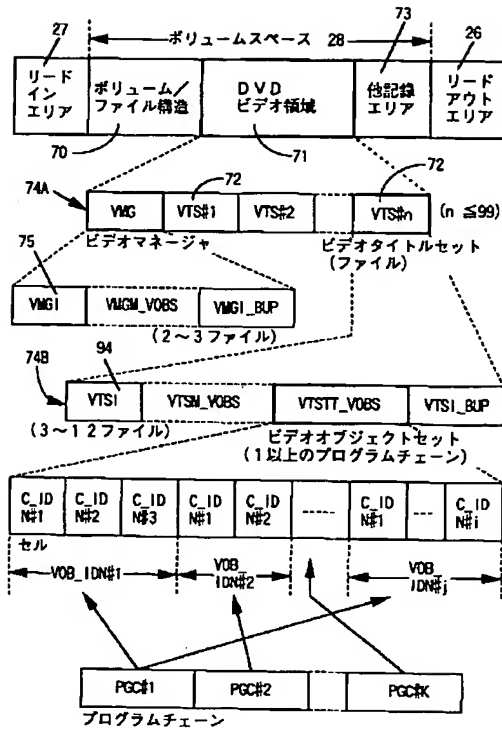 27
ボリュームスペース 28
73
26
リード
イン
エリア
ボリューム/
ファイル構造
DVD
ビデオ領域
他記録
エリア
リード
アウト
エリア
70
71
72
72
74A
VMG
VTS#1
VTS#2
VTS#n
(n ≦99)
ビデオマネージャ
ビデオタイトルセット
(ファイル)
75
VMGI
VMGM_VOBS
VMGI_BUP
(2〜3ファイル)
94
74B
VTSI
VTSM_VOBS
VTSTT_VOBS
VTSI_BUP
(3〜12ファイル)
ビデオオブジェクトセット
(1以上のプログラムチェーン)
C_ID
N#1
C_ID
N#2
C_ID
N#3
C_ID
N#1
C_ID
N#2
C_ID
N#1
C_ID
N#i
セル
VOB_IDN#1
VOB_
IDN#2
VOB_
IDN#j
PGC#1
PGC#2
PGC#K
プログラムチェーン